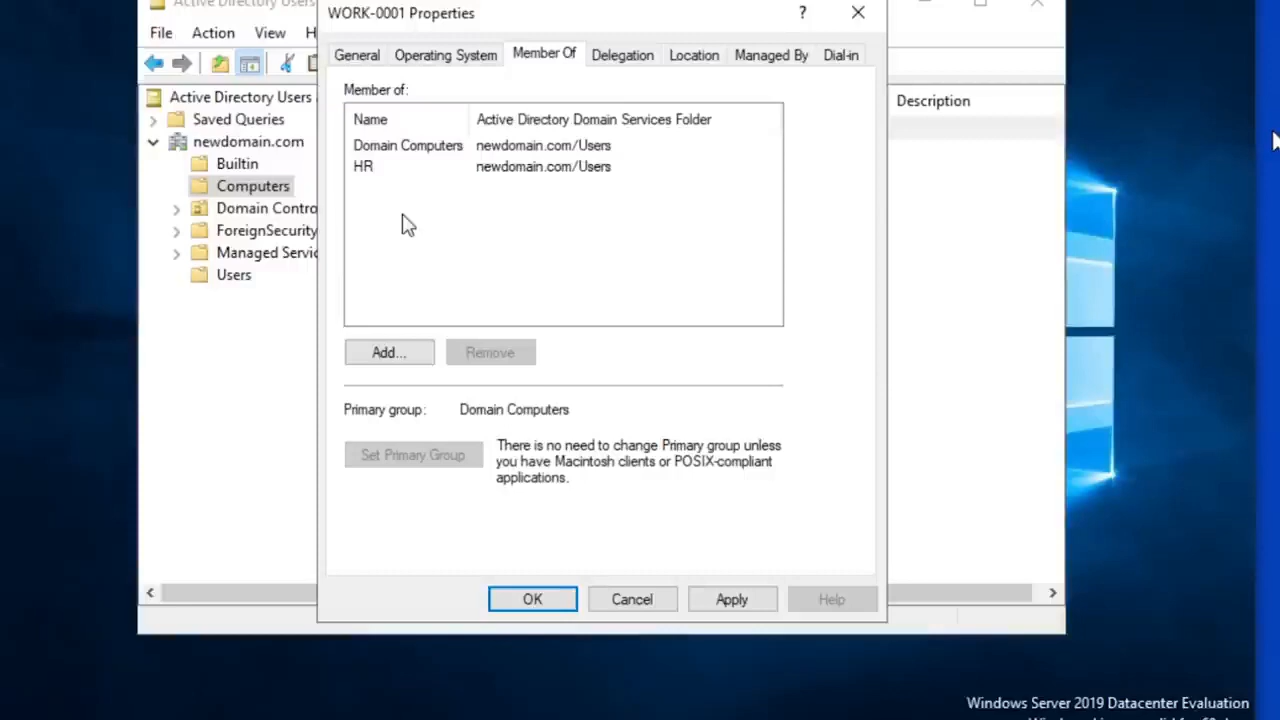 Active Directory Users
WORK-0001 Properties
?
File Action View H
General Operating System Member Of Delegation Location Managed By Dial-in
Member of:
Name Active Directory Domain Services Folder
Domain Computers newdomain.com/Users
HR newdomain.com/Users
Active Directory Users
Saved Queries
newdomain.com
Builtin
Computers
Domain Contro
ForeignSecurity
Managed Servic
Users
Description
Add... Remove
Primary group: Domain Computers
Set Primary Group
There is no need to change Primary group unless
you have Macintosh clients or POSIX-compliant
applications.
OK Cancel Apply Help
Windows Server 2019 Datacenter Evaluation